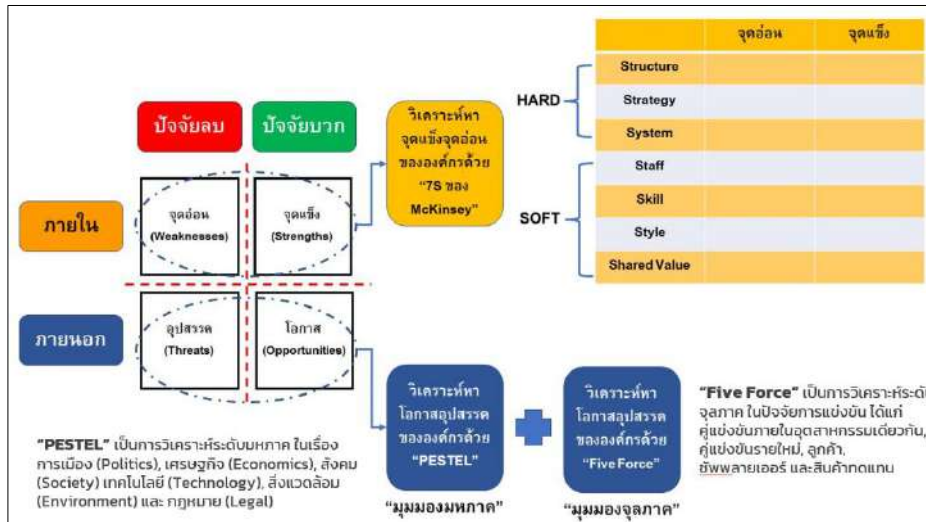 จุดอ่อน
จุดแข็ง
HARD
Structure
Strategy
System
SOFT
Staff
Skill
Style
Shared Value
ปัจจัยลบ
ปัจจัยบวก
วิเคราะห์หา
จุดแข็งจุดอ่อน
ขององค์กรด้วย
“7S ของ
McKinsey”
ภายใน
จุดอ่อน
(Weaknesses)
จุดแข็ง
(Strengths)
ภายนอก
อุปสรรค
(Threats)
โอกาส
(Opportunities)
วิเคราะห์หา
โอกาสอุปสรรค
ขององค์กรด้วย
“PESTEL”
วิเคราะห์หา
โอกาสอุปสรรค
ขององค์กรด้วย
“Five Force”
“Five Force” เป็นการวิเคราะห์ระดั
จุลภาค ในปัจจัยการแข่งขัน ได้แก่
คู่แข่งขันภายในอุตสาหกรรมเดียวกัน,
คู่แข่งขันรายใหม่, ลูกค้า,
ซัพพลายเออร์ และสินค้าทดแทน
“PESTEL” เป็นการวิเคราะห์ระดับมหภาค ในเรื่อง
การเมือง (Politics), เศรษฐกิจ (Economics), สังคม
(Society) เทคโนโลยี (Technology), สิ่งแวดล้อม
(Environment) และ กฎหมาย (Legal)
“มุมมองมหภาค”
“มุมมองจุลภาค”